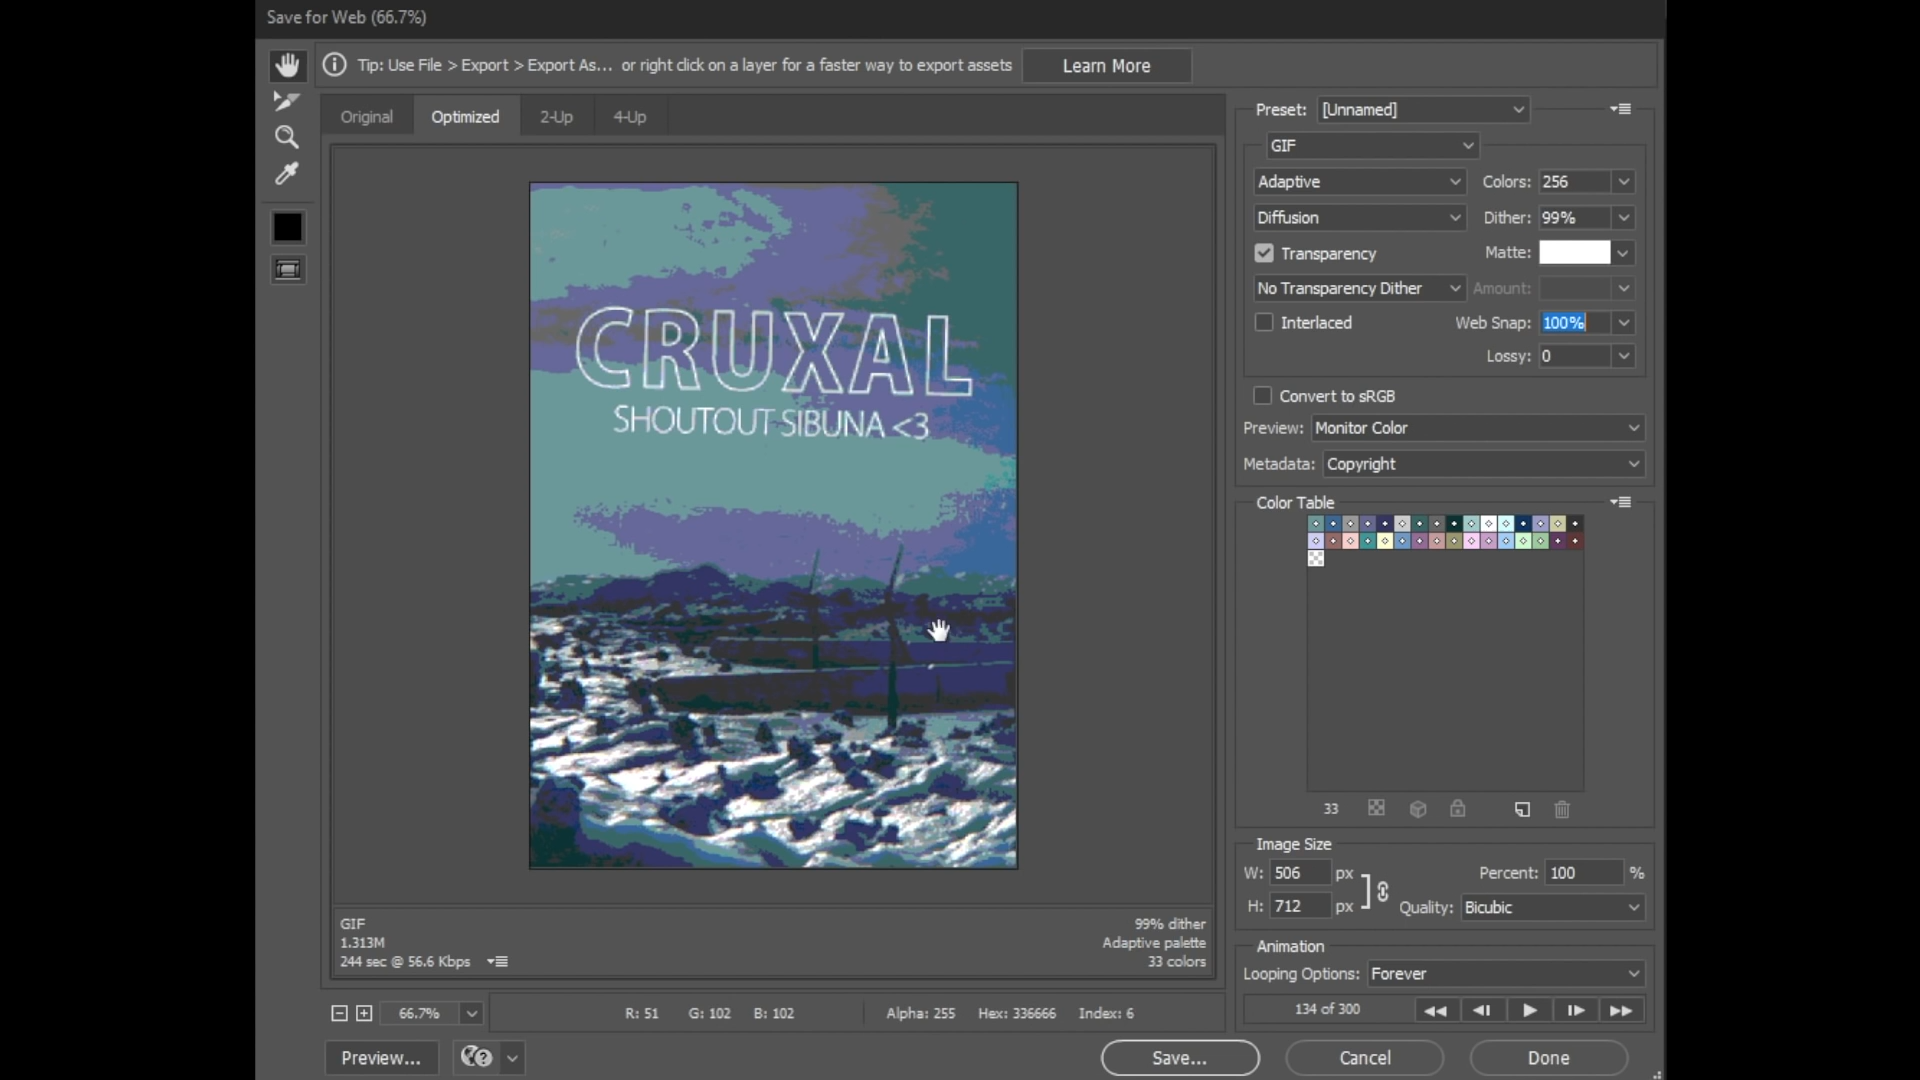 Save for Web (66.7%)
Tip: Use File > Export > Export As... or right click on a layer for a faster way to export assets
Learn More
Original Optimized 2-Up 4-Up
CRUXAL
SHOUTOUT SIBUNA <3
GIF
1.313M
244 sec @ 56.6 Kbps
99% dither
Adaptive palette
33 colors
66.7% R: 51 G: 102 B: 102 Alpha: 255 Hex: 336666 Index: 6
Preview...
Preset: [Unnamed]
GIF
Adaptive Colors: 256
Diffusion Dither: 99%
Transparency Matte:
No Transparency Dither Amount:
Interlaced Web Snap: 100%
Lossy: 0
Convert to sRGB
Preview: Monitor Color
Metadata: Copyright
Color Table
33
Image Size
W: 506 px Percent: 100 %
H: 712 px Quality: Bicubic
Animation
Looping Options: Forever
134 of 300
Save... Cancel Done